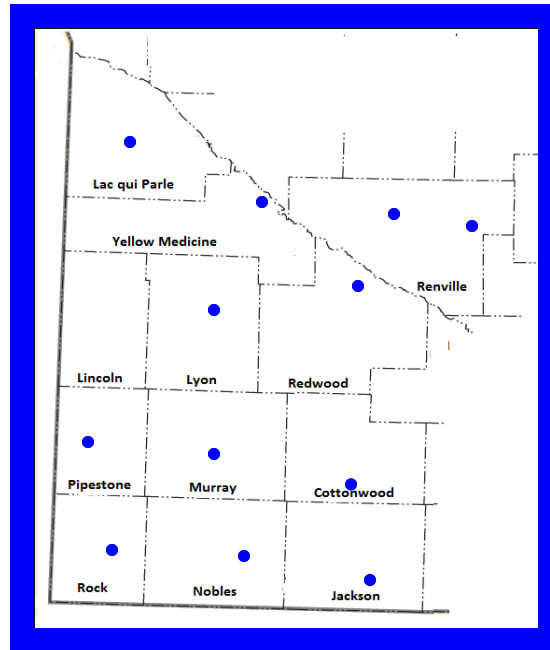 Lac qui Parle
Yellow Medicine
Renville
Lincoln
Lyon
Redwood
Pipestone
Murray
Cottonwood
Rock
Nobles
Jackson